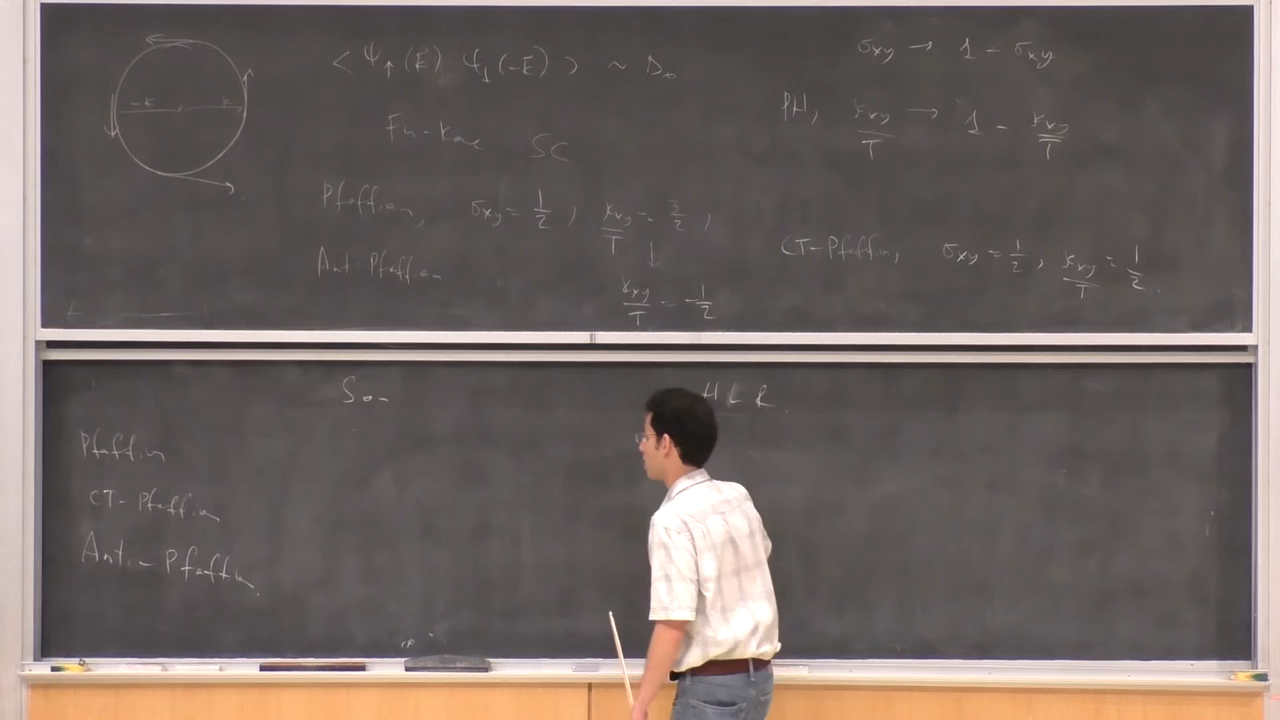 < Ψ↑(k) Ψ↓(-k) > ~ Δ₀
Fu-Kane SC
-k k
Pfaffian, σxy = 1/2, κxy/T = 3/2,
↓
Anti-Pfaffian κxy/T = -1/2
σxy → 1 - σxy
PH, κxy/T → 1 - κxy/T
CT-Pfaffian, σxy = 1/2, κxy/T = 1/2.
Son HLR.
Pfaffian
CT-Pfaffian
Anti-Pfaffian